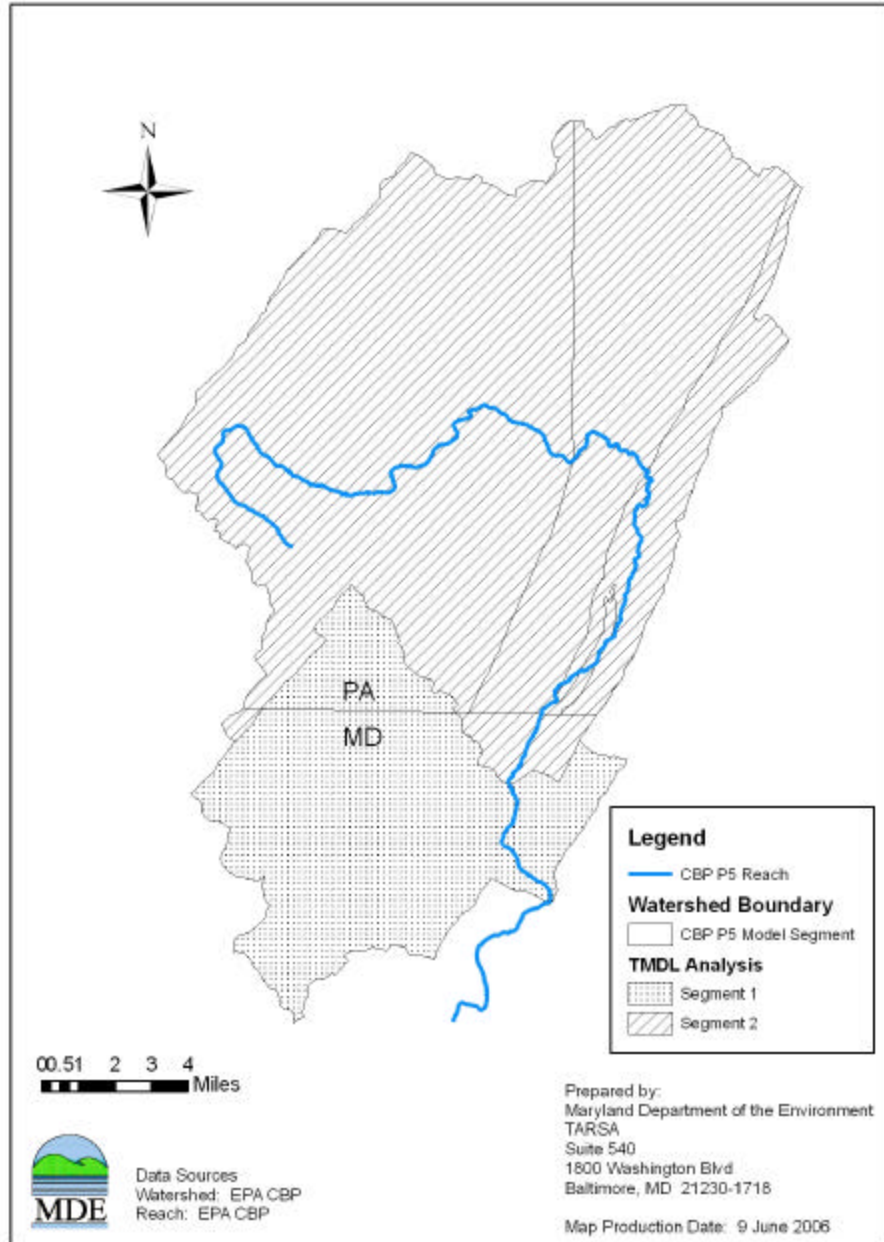 N
PA
MD
Legend
CBP P5 Reach
Watershed Boundary
CBP P5 Model Segment
TMDL Analysis
Segment 1
Segment 2
00.51 2 3 4
Miles
MDE
Data Sources
Watershed: EPA CBP
Reach: EPA CBP
Prepared by:
Maryland Department of the Environment
TARSA
Suite 540
1800 Washington Blvd
Baltimore, MD 21230-1718
Map Production Date: 9 June 2006